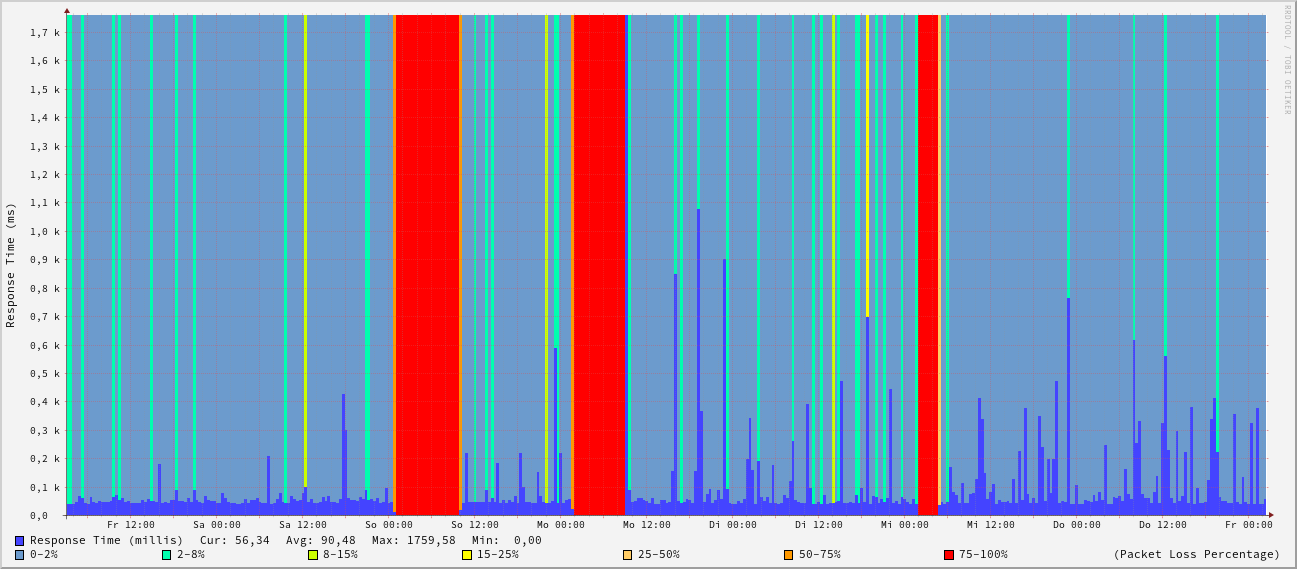 RRDTOOL / TOBI OETIKER
Response Time (ms)
1,7 k
1,6 k
1,5 k
1,4 k
1,3 k
1,2 k
1,1 k
1,0 k
0,9 k
0,8 k
0,7 k
0,6 k
0,5 k
0,4 k
0,3 k
0,2 k
0,1 k
0,0
Fr 12:00 Sa 00:00 Sa 12:00 So 00:00 So 12:00 Mo 00:00 Mo 12:00 Di 00:00 Di 12:00 Mi 00:00 Mi 12:00 Do 00:00 Do 12:00 Fr 00:00
Response Time (millis) Cur: 56,34 Avg: 90,48 Max: 1759,58 Min: 0,00
0-2% 2-8% 8-15% 15-25% 25-50% 50-75% 75-100% (Packet Loss Percentage)